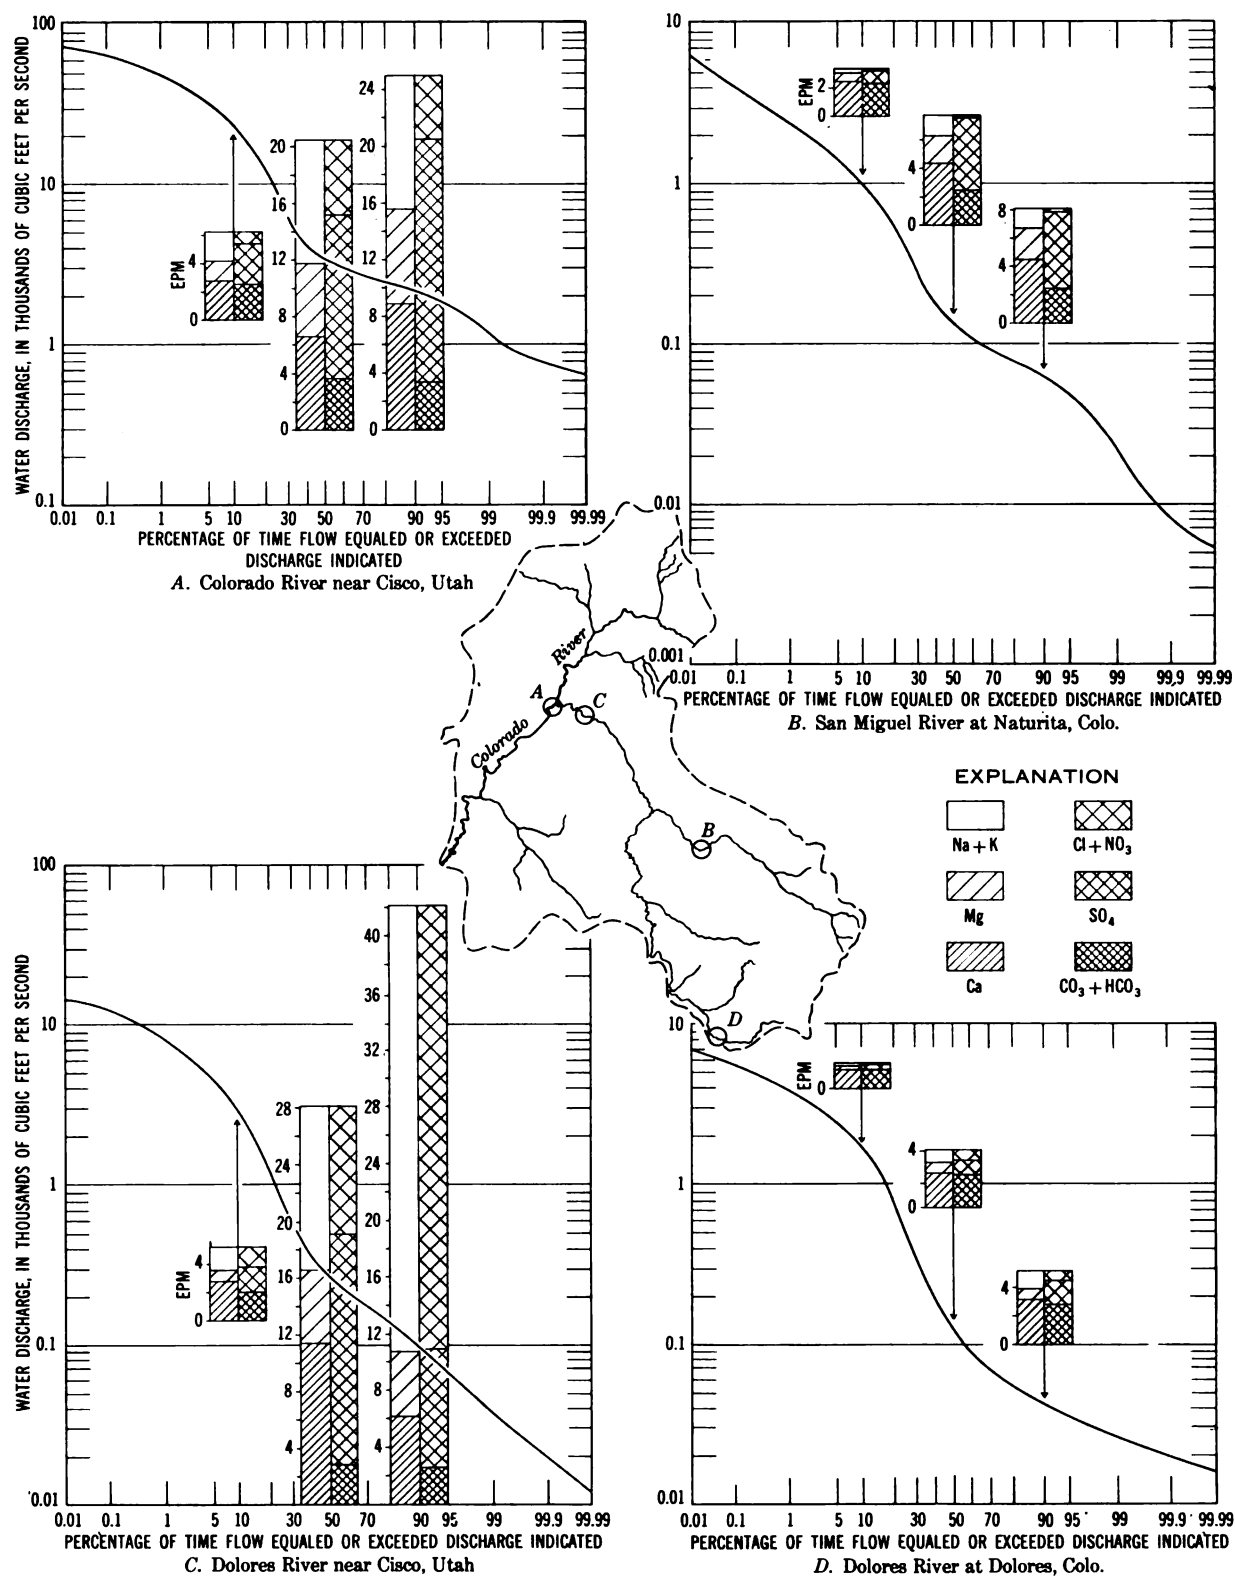 WATER DISCHARGE, IN THOUSANDS OF CUBIC FEET PER SECOND
100
10
1
0.1
EPM
4
0
20
16
12
8
4
0
24
20
16
12
8
4
0
0.01 0.1 1 5 10 30 50 70 90 95 99 99.9 99.99
PERCENTAGE OF TIME FLOW EQUALED OR EXCEEDED
DISCHARGE INDICATED
A. Colorado River near Cisco, Utah
10
1
0.1
0.01
0.001
EPM
2
0
4
0
8
4
0
0.01 0.1 1 5 10 30 50 70 90 95 99 99.9 99.99
PERCENTAGE OF TIME FLOW EQUALED OR EXCEEDED DISCHARGE INDICATED
B. San Miguel River at Naturita, Colo.
Colorado River
A
C
B
D
EXPLANATION
Na+K
Cl+NO3
Mg
SO4
Ca
CO3+HCO3
WATER DISCHARGE, IN THOUSANDS OF CUBIC FEET PER SECOND
100
10
1
0.1
0.01
EPM
4
0
28
24
20
16
12
8
4
40
36
32
28
24
20
16
12
8
4
0.01 0.1 1 5 10 30 50 70 90 95 99 99.9 99.99
PERCENTAGE OF TIME FLOW EQUALED OR EXCEEDED DISCHARGE INDICATED
C. Dolores River near Cisco, Utah
10
1
0.1
0.01
EPM
0
4
0
4
0
0.01 0.1 1 5 10 30 50 70 90 95 99 99.9 99.99
PERCENTAGE OF TIME FLOW EQUALED OR EXCEEDED DISCHARGE INDICATED
D. Dolores River at Dolores, Colo.